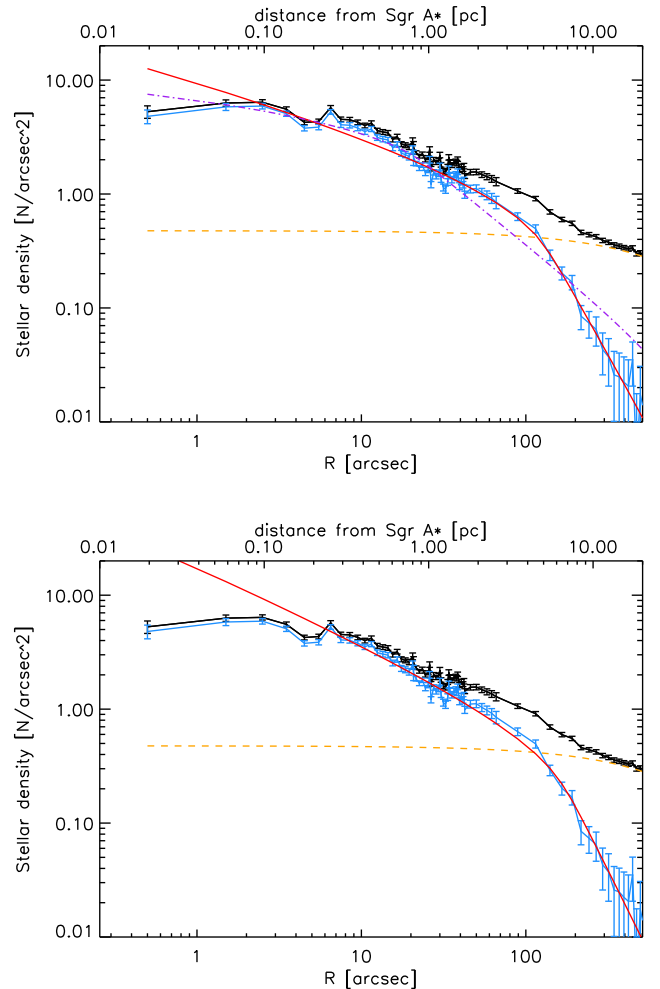 distance from Sgr A* [pc]
0.01 0.10 1.00 10.00
10.00
1.00
0.10
0.01
Stellar density [N/arcsec^2]
1 10 100
R [arcsec]
distance from Sgr A* [pc]
0.01 0.10 1.00 10.00
10.00
1.00
0.10
0.01
Stellar density [N/arcsec^2]
1 10 100
R [arcsec]